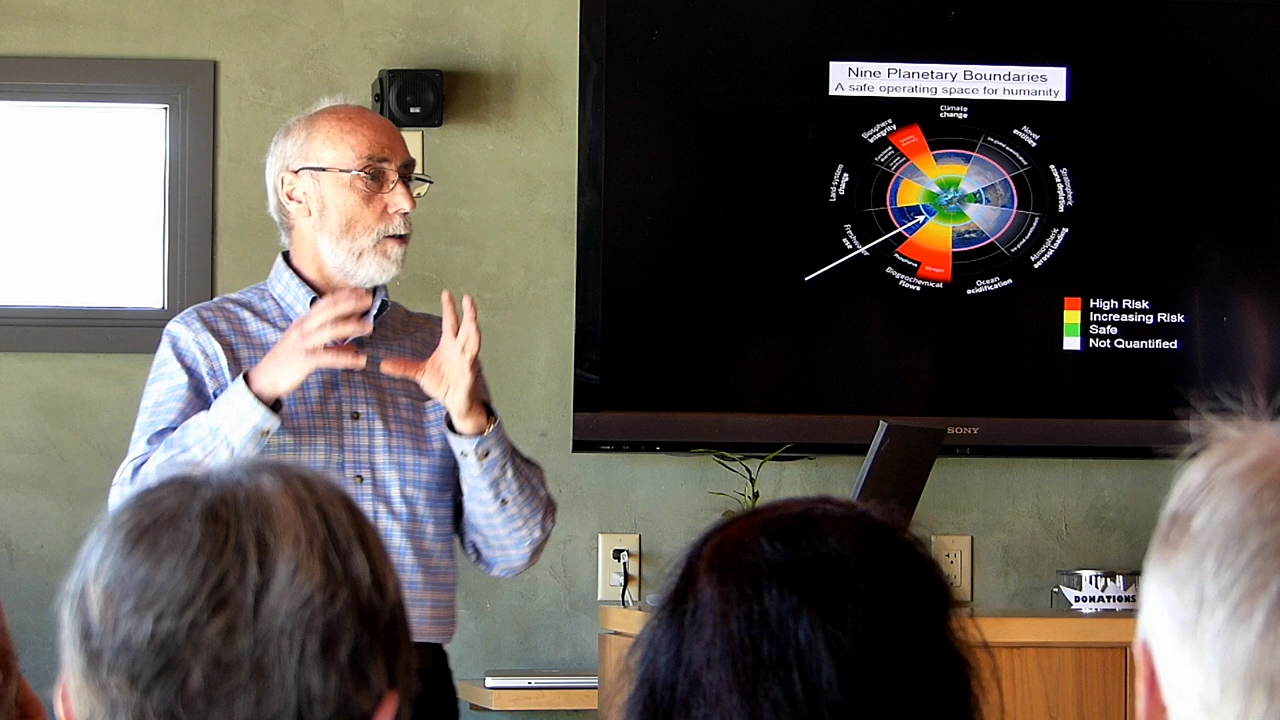 Nine Planetary Boundaries
A safe operating space for humanity
Climate
change
Biosphere
integrity
Novel
entities
Land-system
change
Stratospheric
ozone depletion
Freshwater
use
Atmospheric
aerosol loading
Phosphorus
Nitrogen
Biogeochemical
flows
Ocean
acidification
High Risk
Increasing Risk
Safe
Not Quantified
SONY
DONATIONS